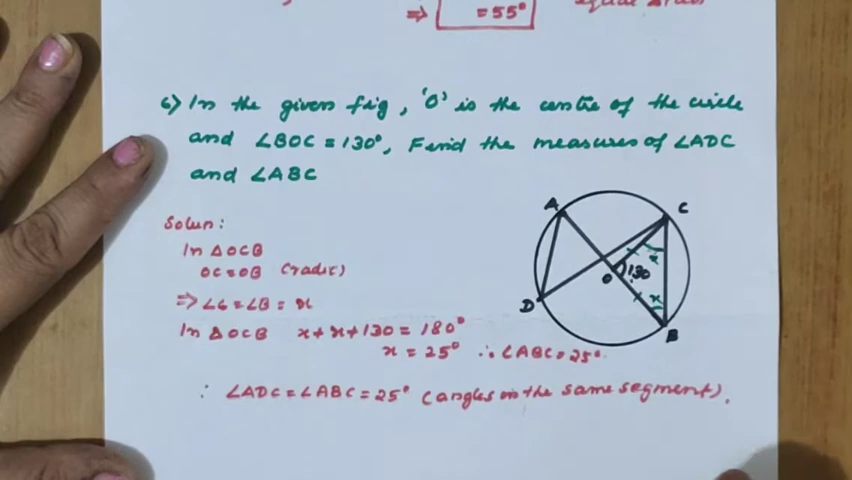 ⇒ = 55°
6) In the given fig, 'O' is the centre of the circle
and ∠BOC = 130°, Find the measures of ∠ADC
and ∠ABC
Solun:
In △OCB
OC = OB (radii)
⇒ ∠C = ∠B = x
In △OCB x + x + 130 = 180°
x = 25° ∴ ∠ABC = 25°.
∴ ∠ADC = ∠ABC = 25° (angles in the same segment).
A
C
x
O
130
D
x
B